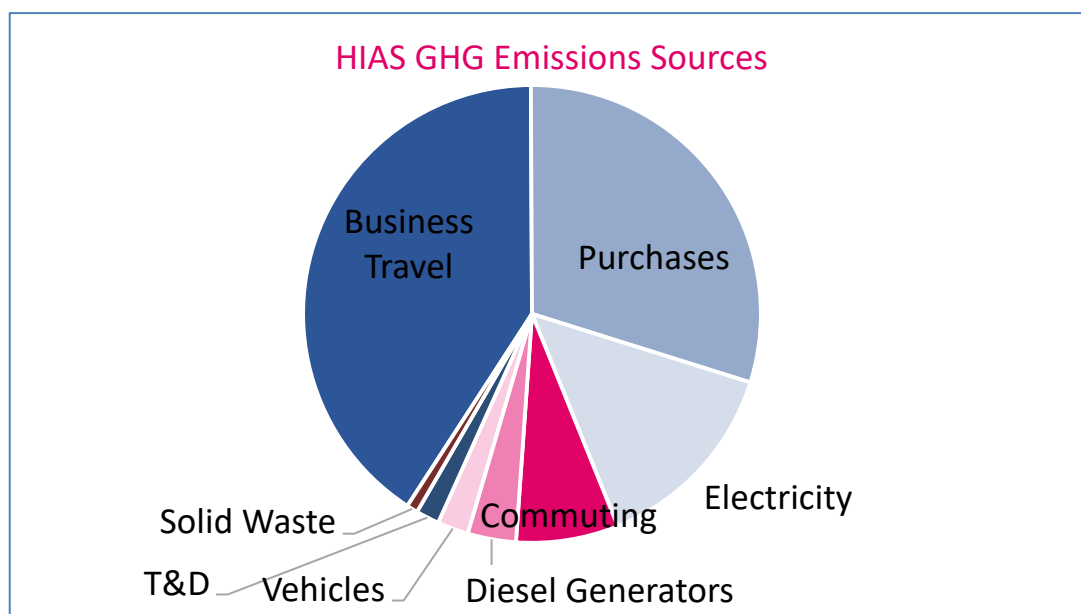 HIAS GHG Emissions Sources
Business
Travel
Purchases
Electricity
Commuting
Solid Waste
T&D
Vehicles
Diesel Generators